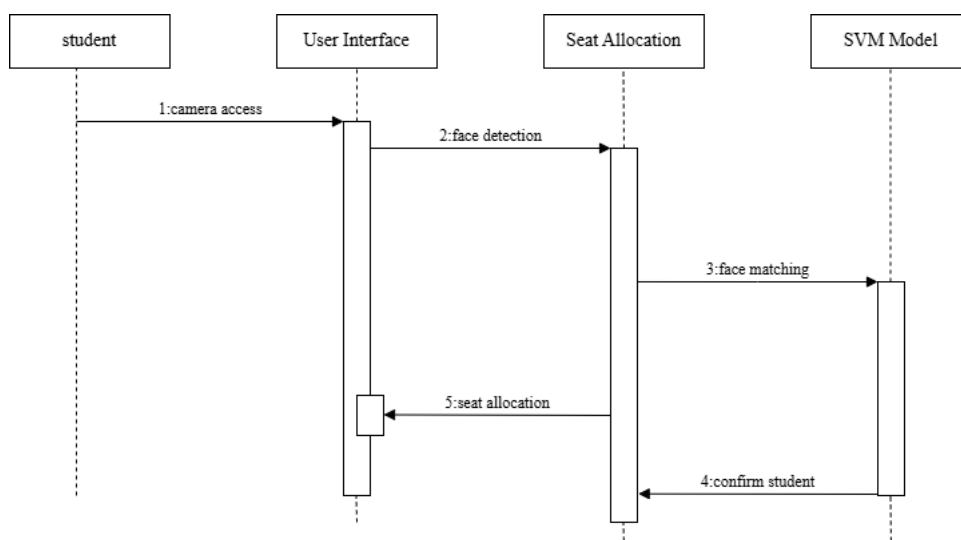 student
User Interface
Seat Allocation
SVM Model
1:camera access
2:face detection
3:face matching
5:seat allocation
4:confirm student